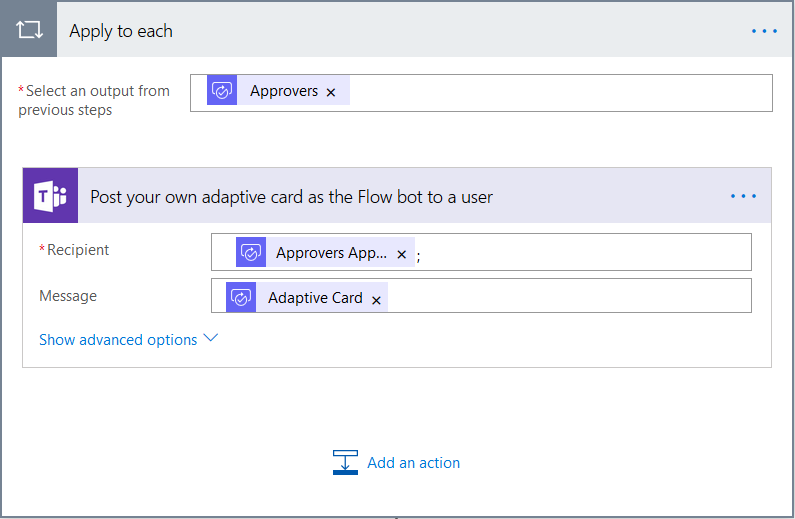 Apply to each
...
*Select an output from
previous steps
Approvers ×
T
Post your own adaptive card as the Flow bot to a user
...
*Recipient
Approvers App... × ;
Message
Adaptive Card ×
Show advanced options
Add an action